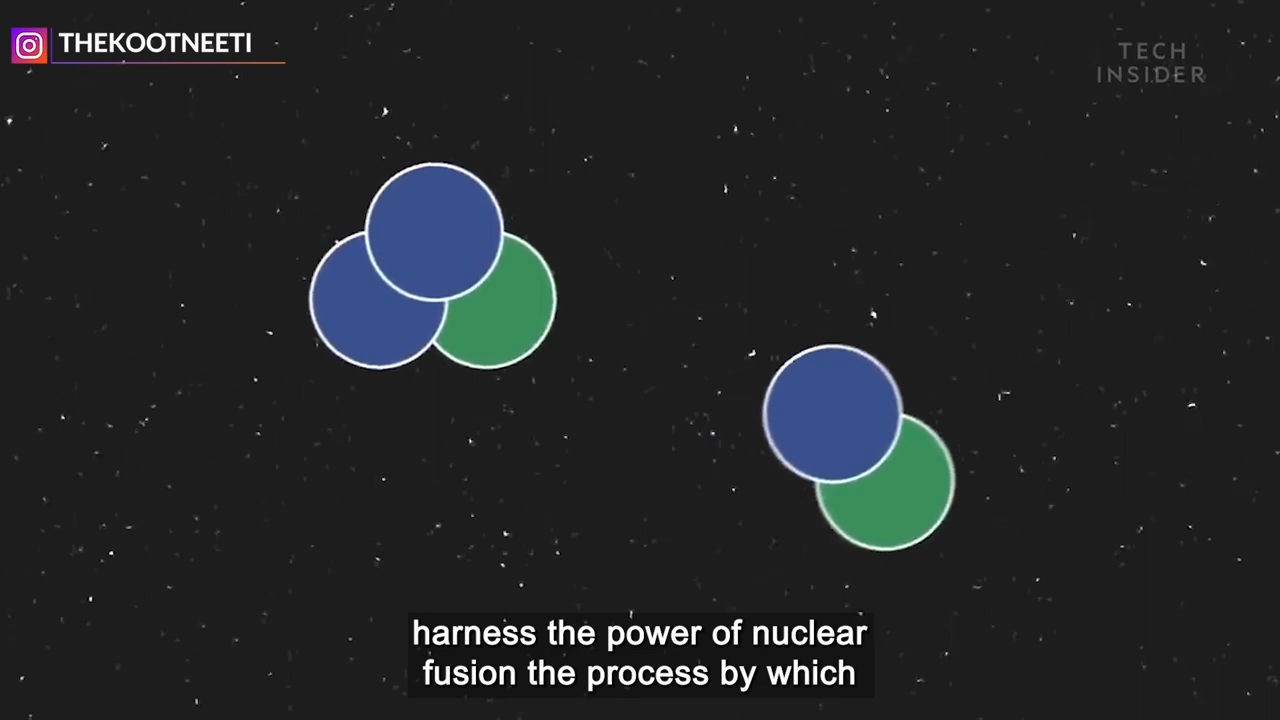 THEKOOTNEETI
TECH
INSIDER
harness the power of nuclear
fusion the process by which